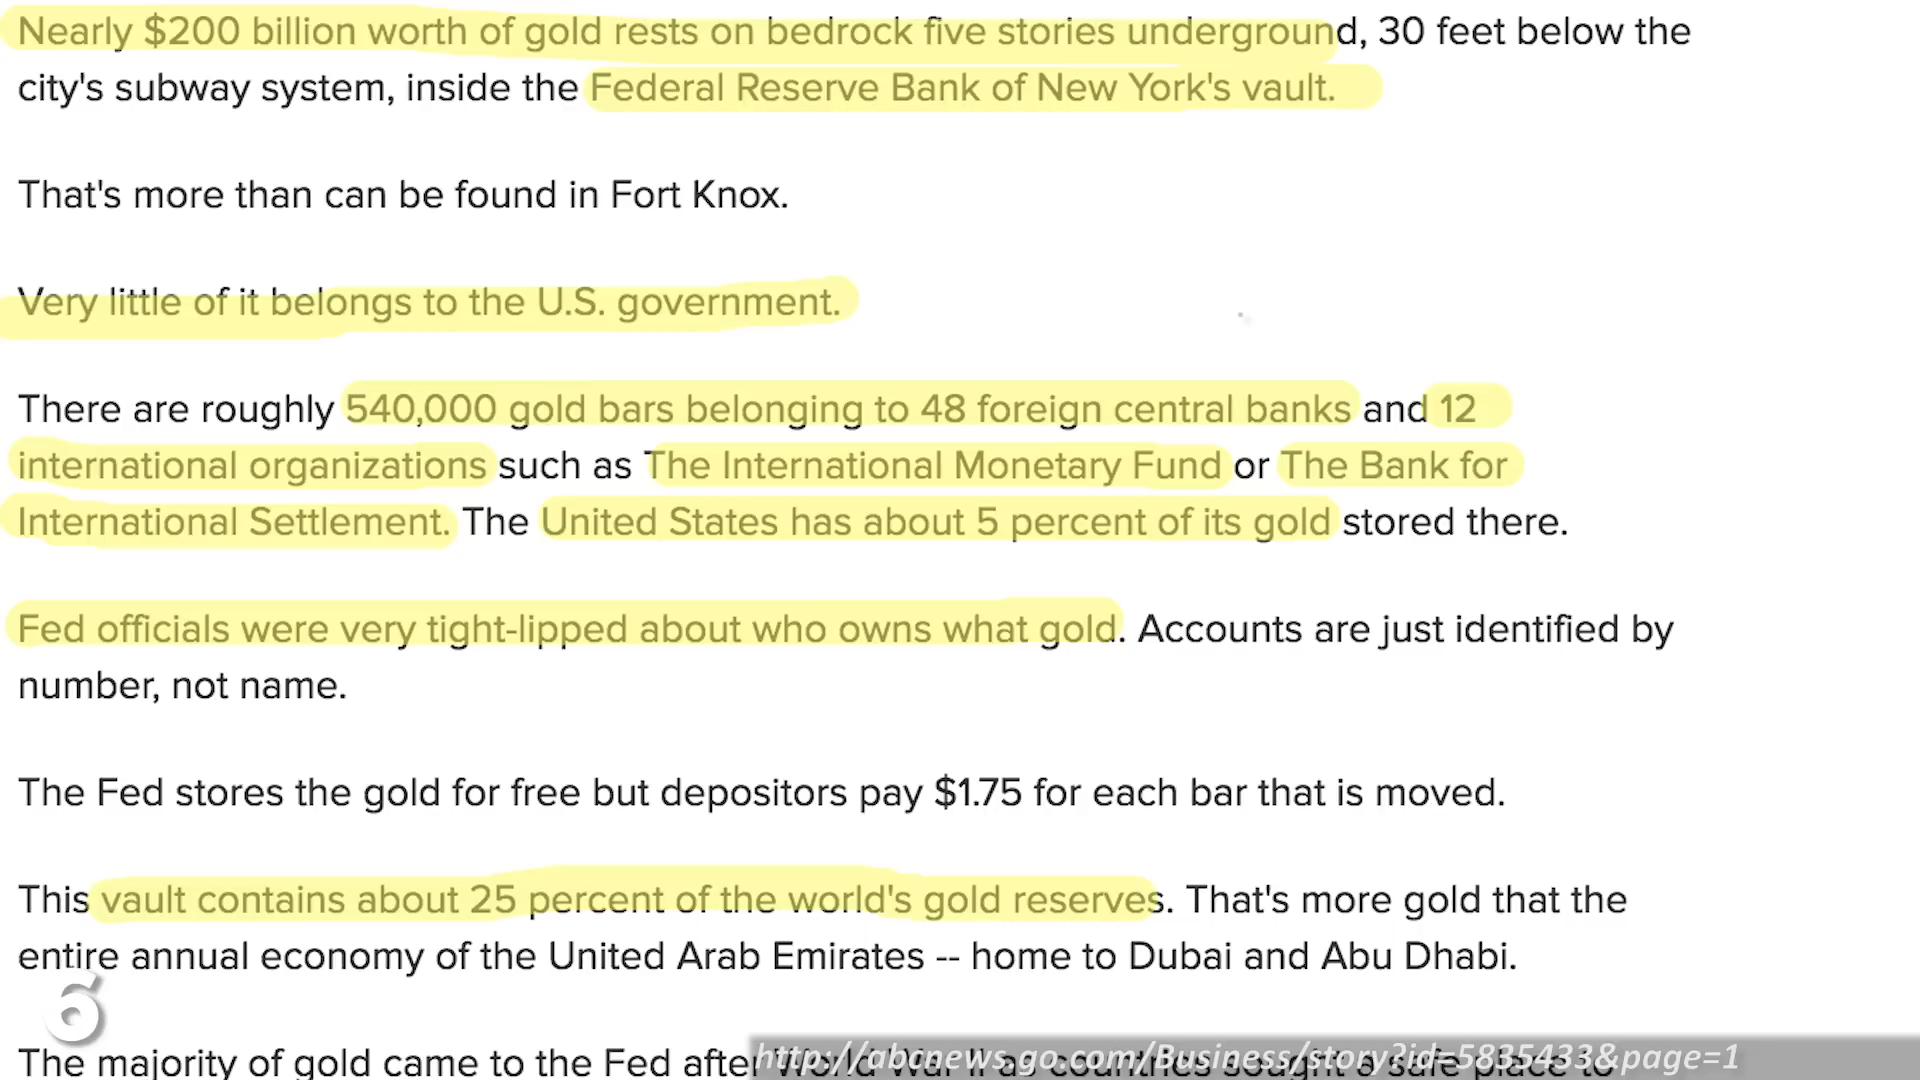 Nearly $200 billion worth of gold rests on bedrock five stories underground, 30 feet below the
city's subway system, inside the Federal Reserve Bank of New York's vault.
That's more than can be found in Fort Knox.
Very little of it belongs to the U.S. government.
There are roughly 540,000 gold bars belonging to 48 foreign central banks and 12
international organizations such as The International Monetary Fund or The Bank for
International Settlement. The United States has about 5 percent of its gold stored there.
Fed officials were very tight-lipped about who owns what gold. Accounts are just identified by
number, not name.
The Fed stores the gold for free but depositors pay $1.75 for each bar that is moved.
This vault contains about 25 percent of the world's gold reserves. That's more gold that the
entire annual economy of the United Arab Emirates -- home to Dubai and Abu Dhabi.
6
The majority of gold came to the Fed after World War II as countries sought a safe place to
http://abcnews.go.com/Business/story?id=5835433&page=1